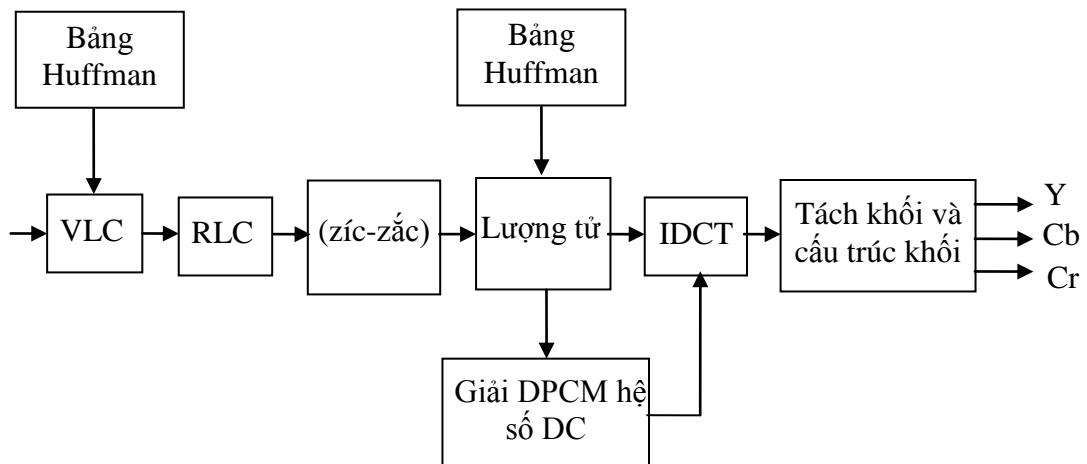 Bảng
Huffman
Bảng
Huffman
VLC
RLC
(zíc-zắc)
Lượng tử
IDCT
Tách khối và
cấu trúc khối
Y
Cb
Cr
Giải DPCM hệ
số DC